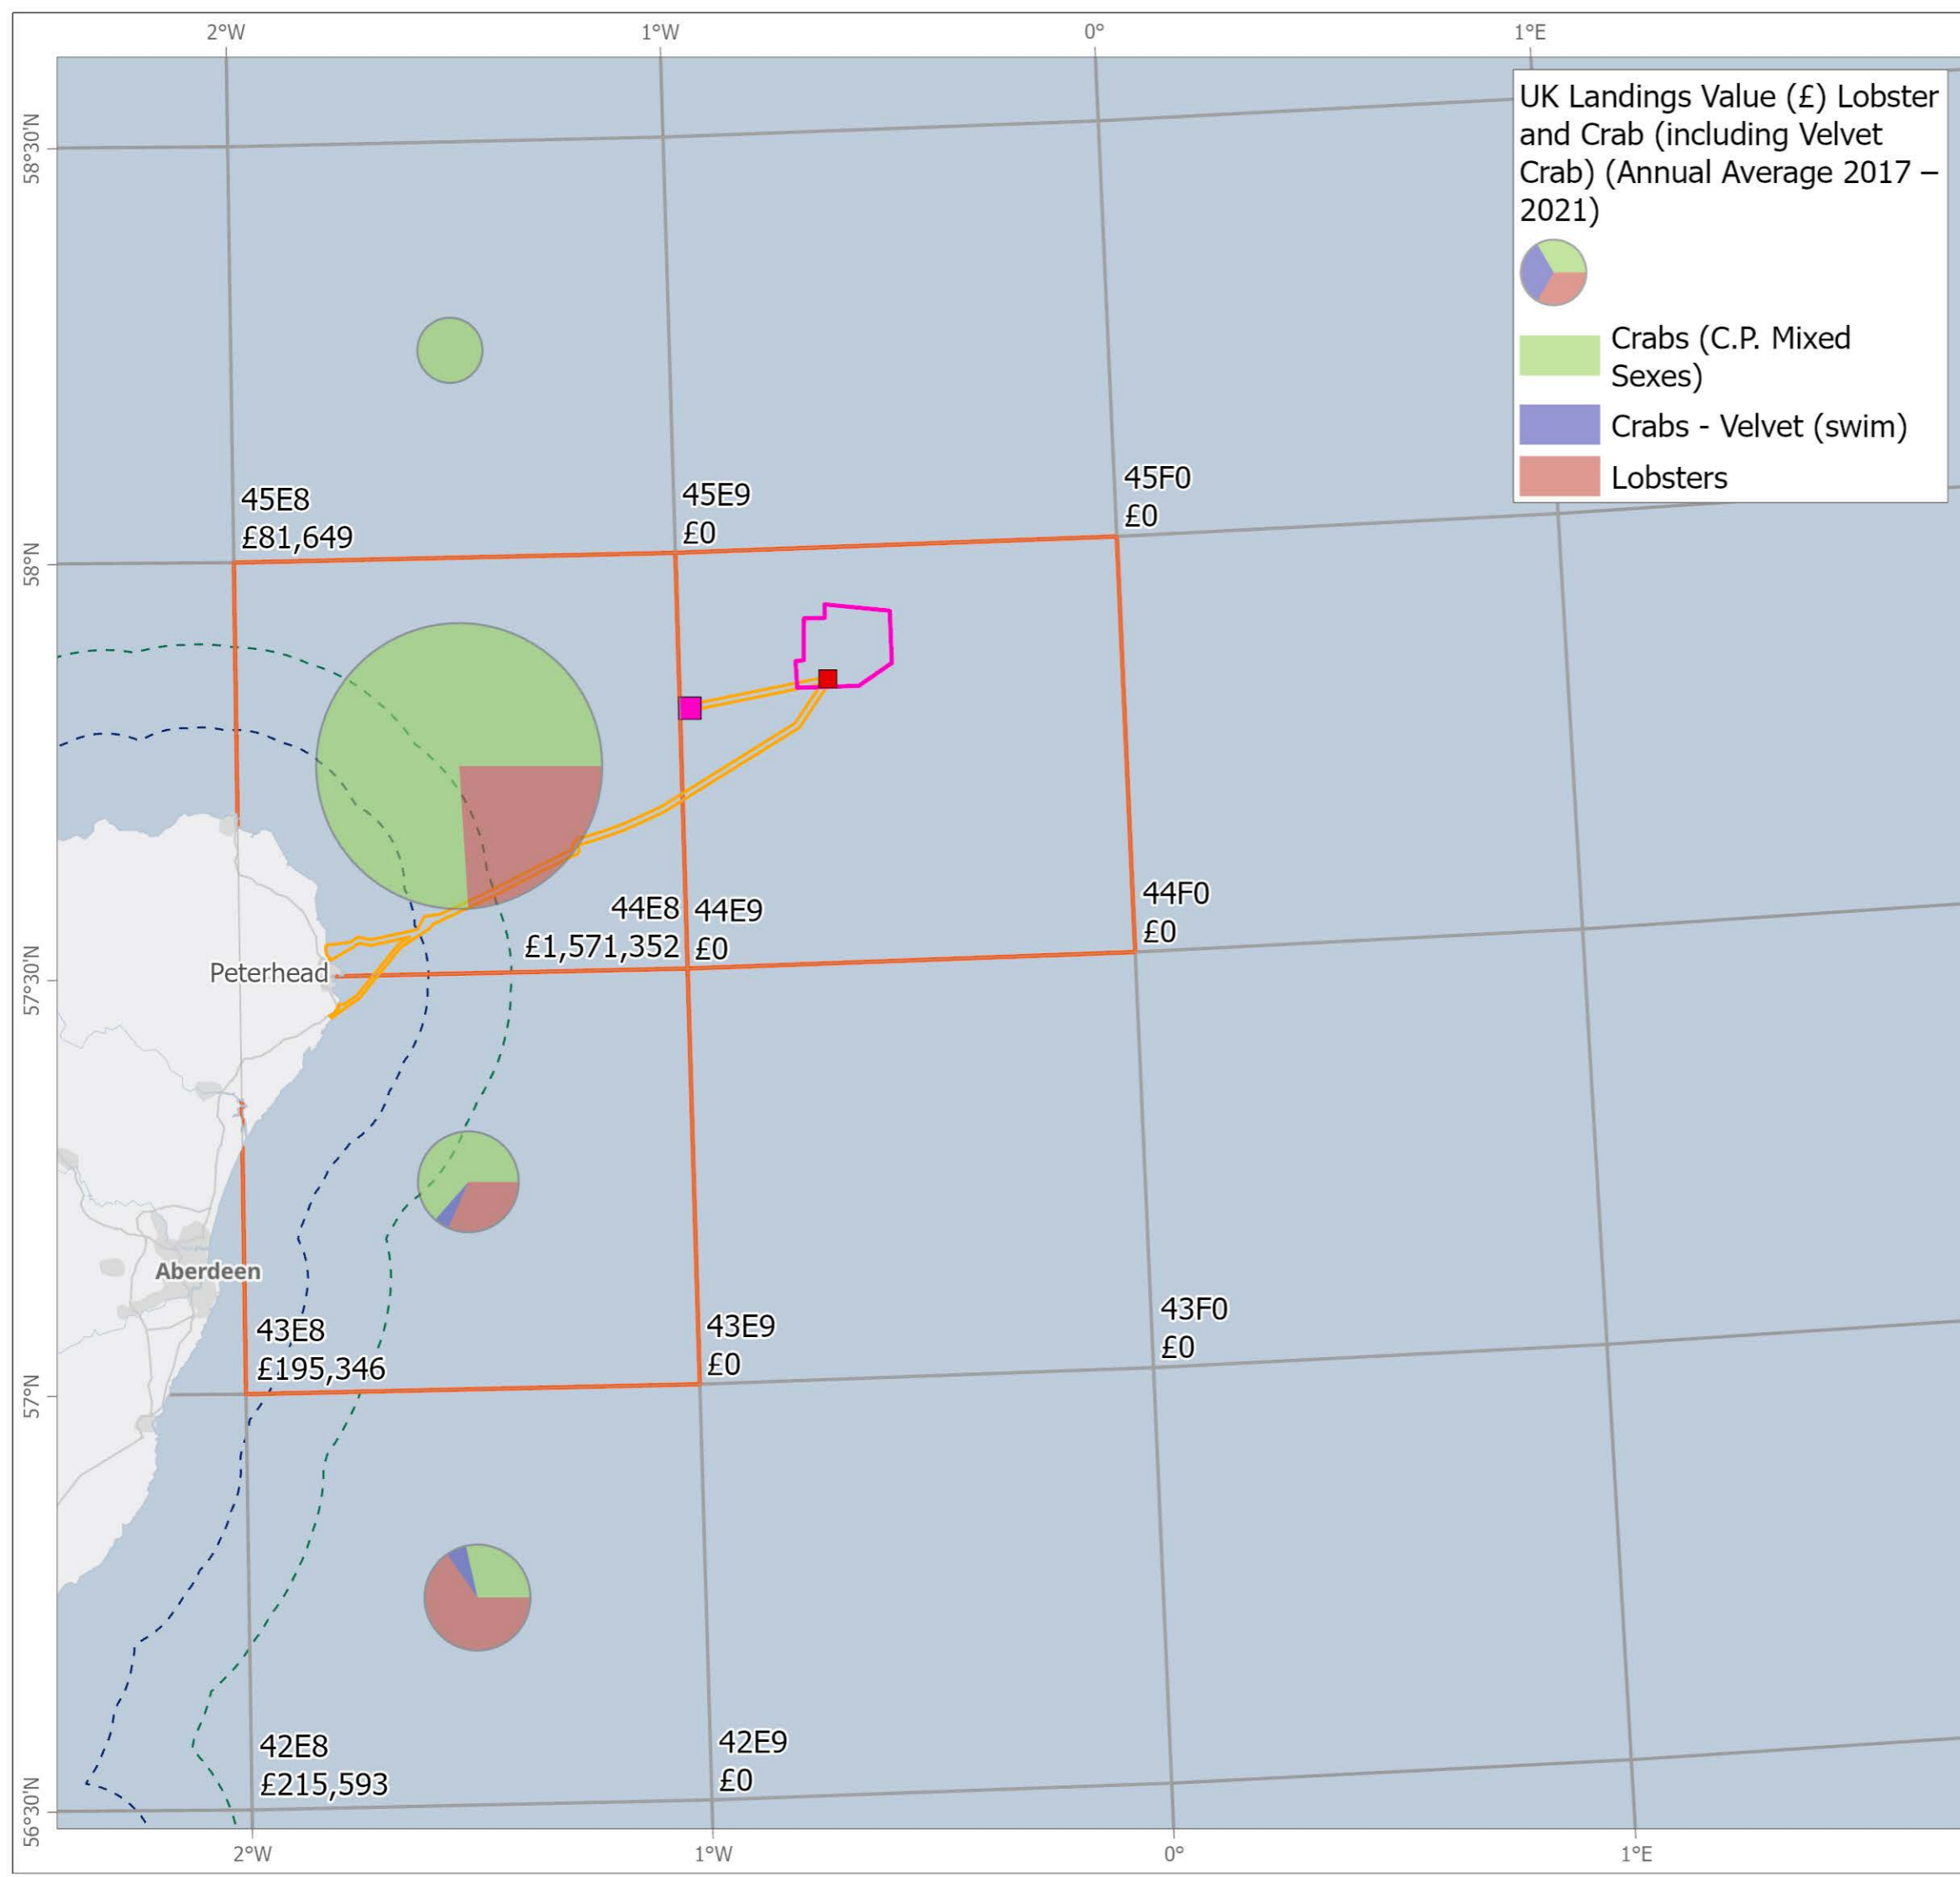 2°W
1°W
0°
1°E
58°30'N
58°N
57°30'N
57°N
56°30'N
UK Landings Value (£) Lobster
and Crab (including Velvet
Crab) (Annual Average 2017 –
2021)
Crabs (C.P. Mixed
Sexes)
Crabs - Velvet (swim)
Lobsters
45E8
£81,649
45E9
£0
45F0
£0
44E8
£1,571,352
44E9
£0
44F0
£0
Peterhead
Aberdeen
43E8
£195,346
43E9
£0
43F0
£0
42E8
£215,593
42E9
£0
2°W
1°W
0°
1°E